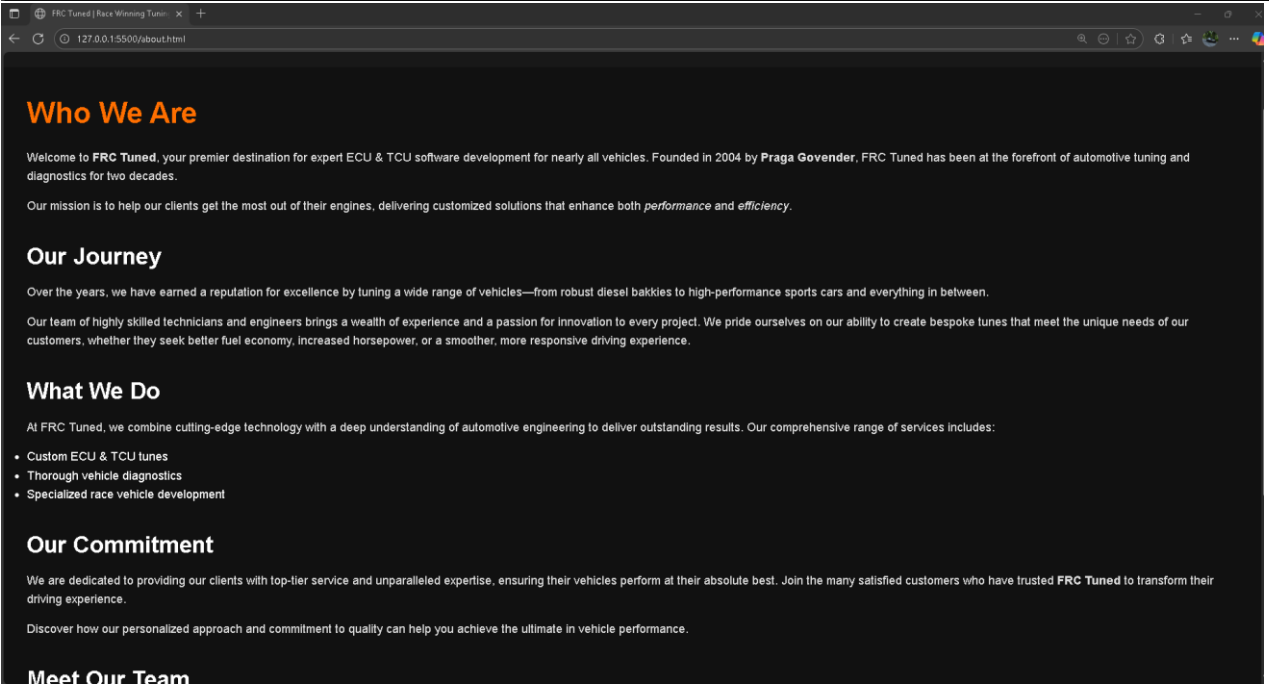 FRC Tuned | Race Winning Tunin
127.0.0.1:5500/about.html
Who We Are
Welcome to FRC Tuned, your premier destination for expert ECU & TCU software development for nearly all vehicles. Founded in 2004 by Praga Govender, FRC Tuned has been at the forefront of automotive tuning and
diagnostics for two decades.
Our mission is to help our clients get the most out of their engines, delivering customized solutions that enhance both performance and efficiency.
Our Journey
Over the years, we have earned a reputation for excellence by tuning a wide range of vehicles—from robust diesel bakkies to high-performance sports cars and everything in between.
Our team of highly skilled technicians and engineers brings a wealth of experience and a passion for innovation to every project. We pride ourselves on our ability to create bespoke tunes that meet the unique needs of our
customers, whether they seek better fuel economy, increased horsepower, or a smoother, more responsive driving experience.
What We Do
At FRC Tuned, we combine cutting-edge technology with a deep understanding of automotive engineering to deliver outstanding results. Our comprehensive range of services includes:
• Custom ECU & TCU tunes
• Thorough vehicle diagnostics
• Specialized race vehicle development
Our Commitment
We are dedicated to providing our clients with top-tier service and unparalleled expertise, ensuring their vehicles perform at their absolute best. Join the many satisfied customers who have trusted FRC Tuned to transform their
driving experience.
Discover how our personalized approach and commitment to quality can help you achieve the ultimate in vehicle performance.
Meet Our Team